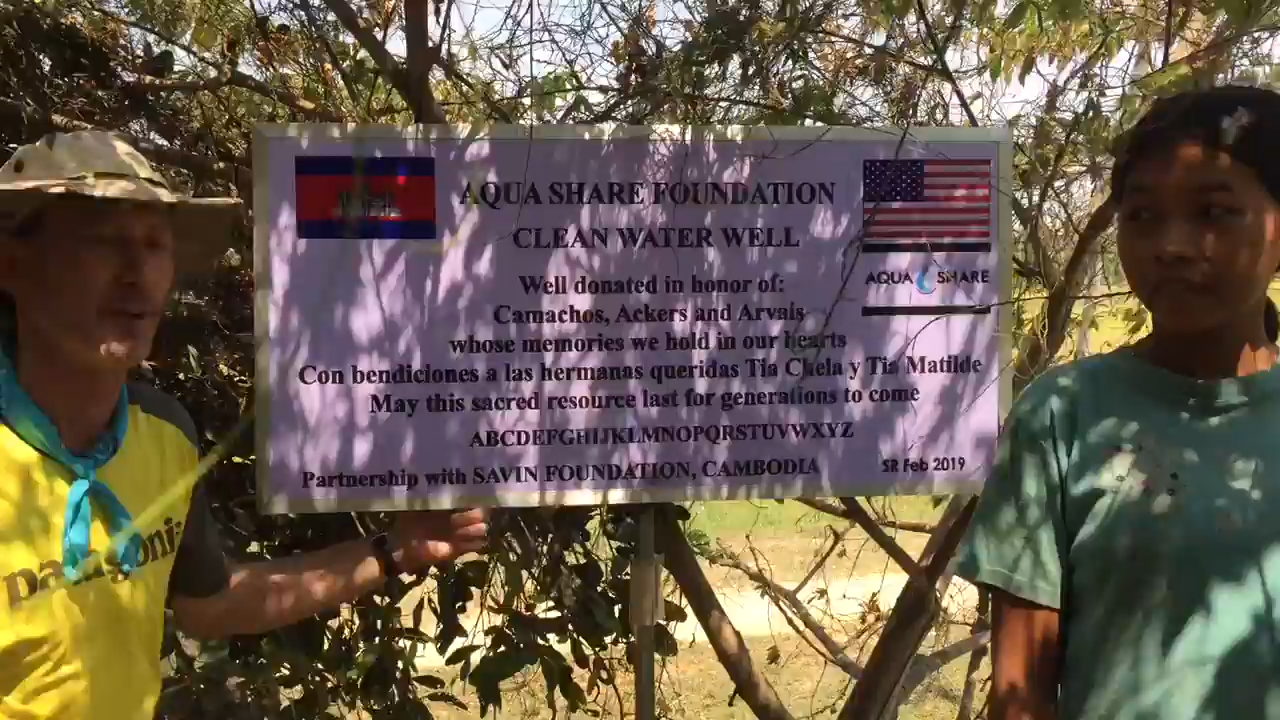 AQUA SHARE FOUNDATION
CLEAN WATER WELL
AQUA SHARE
Well donated in honor of:
Camachos, Ackers and Arvais
whose memories we hold in our hearts
Con bendiciones a las hermanas queridas Tia Chela y Tia Matilde
May this sacred resource last for generations to come
ABCDEFGHIJKLMNOPQRSTUVWXYZ
Partnership with SAVIN FOUNDATION, CAMBODIA
SR Feb 2019
patagoni